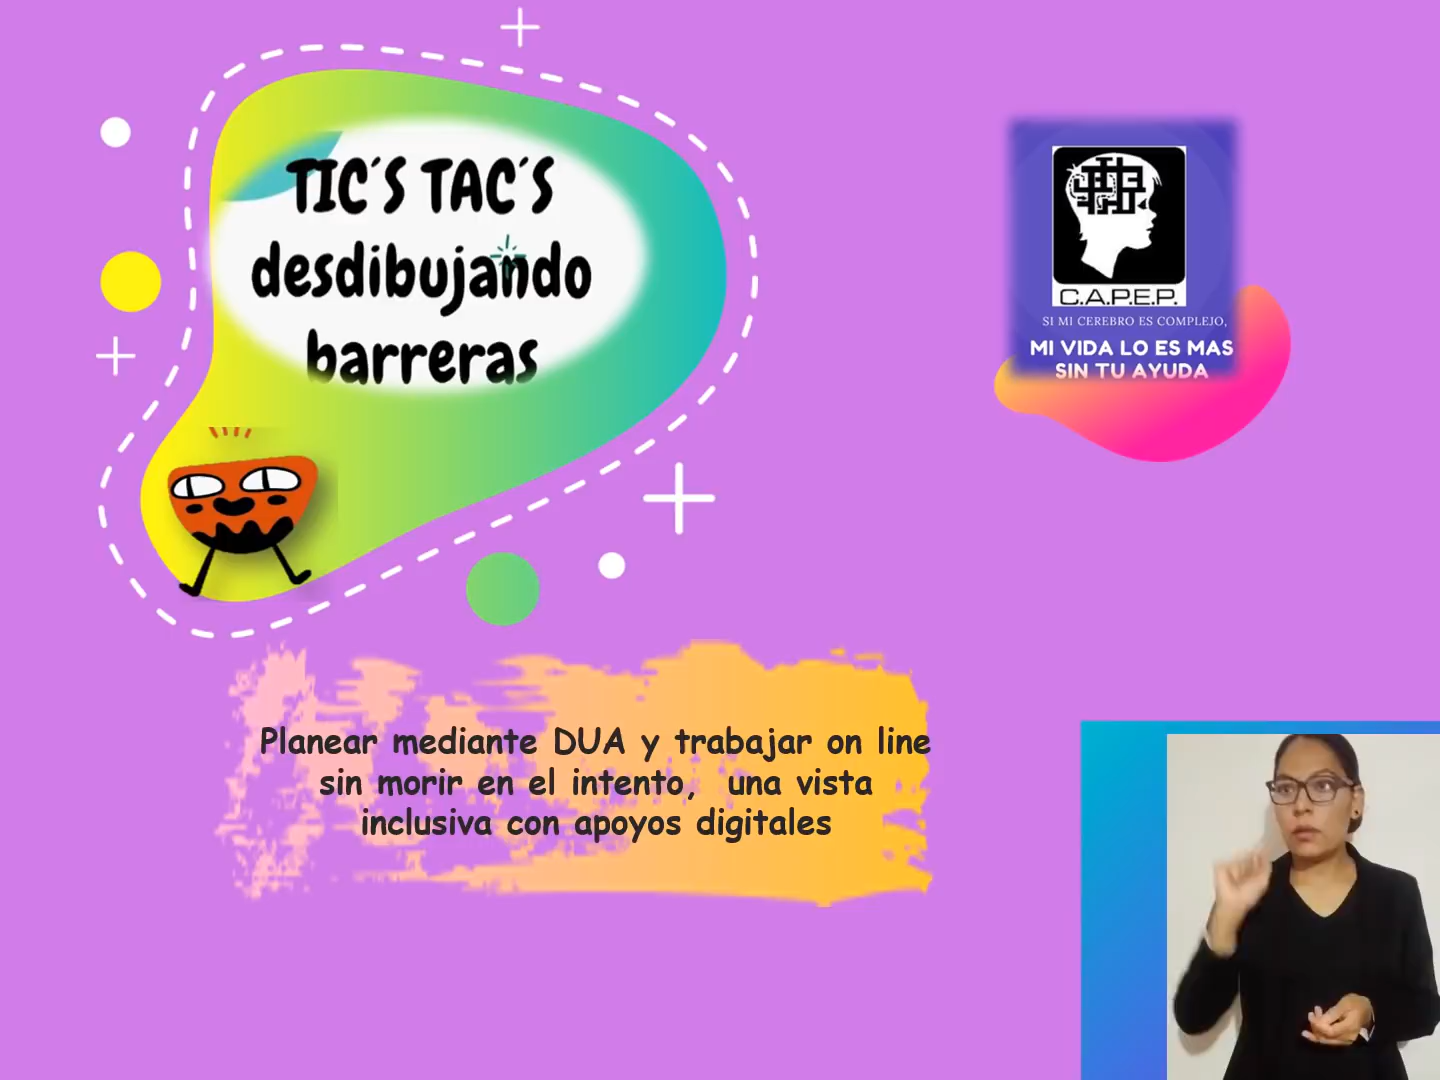 TIC´S TAC´S
desdibujando
barreras
C.A.P.E.P.
SI MI CEREBRO ES COMPLEJO,
MI VIDA LO ES MAS
SIN TU AYUDA
Planear mediante DUA y trabajar on line
sin morir en el intento, una vista
inclusiva con apoyos digitales